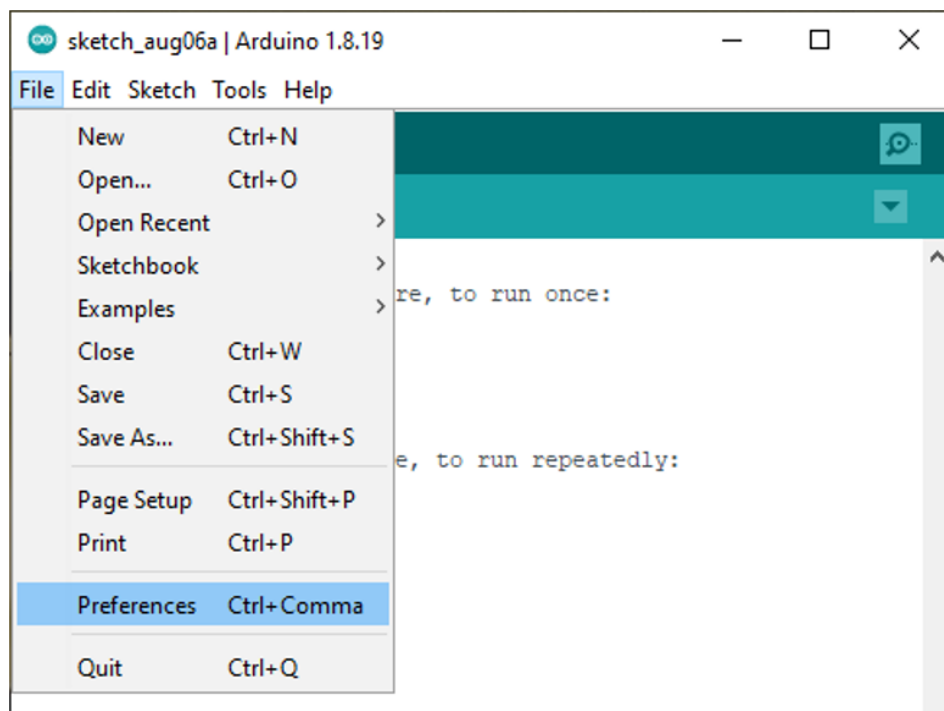 sketch_aug06a | Arduino 1.8.19
File Edit Sketch Tools Help
New Ctrl+N
Open... Ctrl+O
Open Recent
Sketchbook
Examples
re, to run once:
Close Ctrl+W
Save Ctrl+S
Save As... Ctrl+Shift+S
e, to run repeatedly:
Page Setup Ctrl+Shift+P
Print Ctrl+P
Preferences Ctrl+Comma
Quit Ctrl+Q